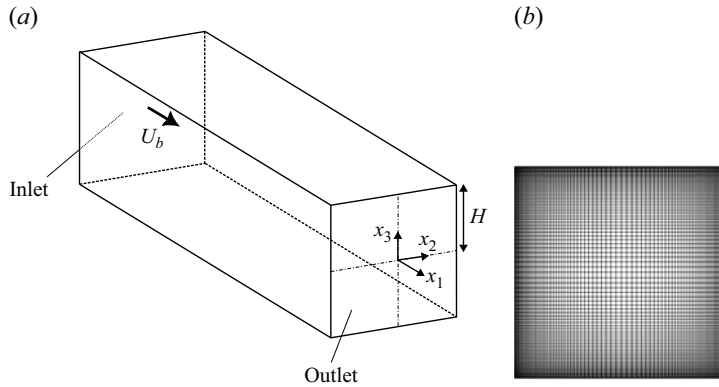 (a)
(b)
U_b
Inlet
H
x_3
x_2
x_1
Outlet